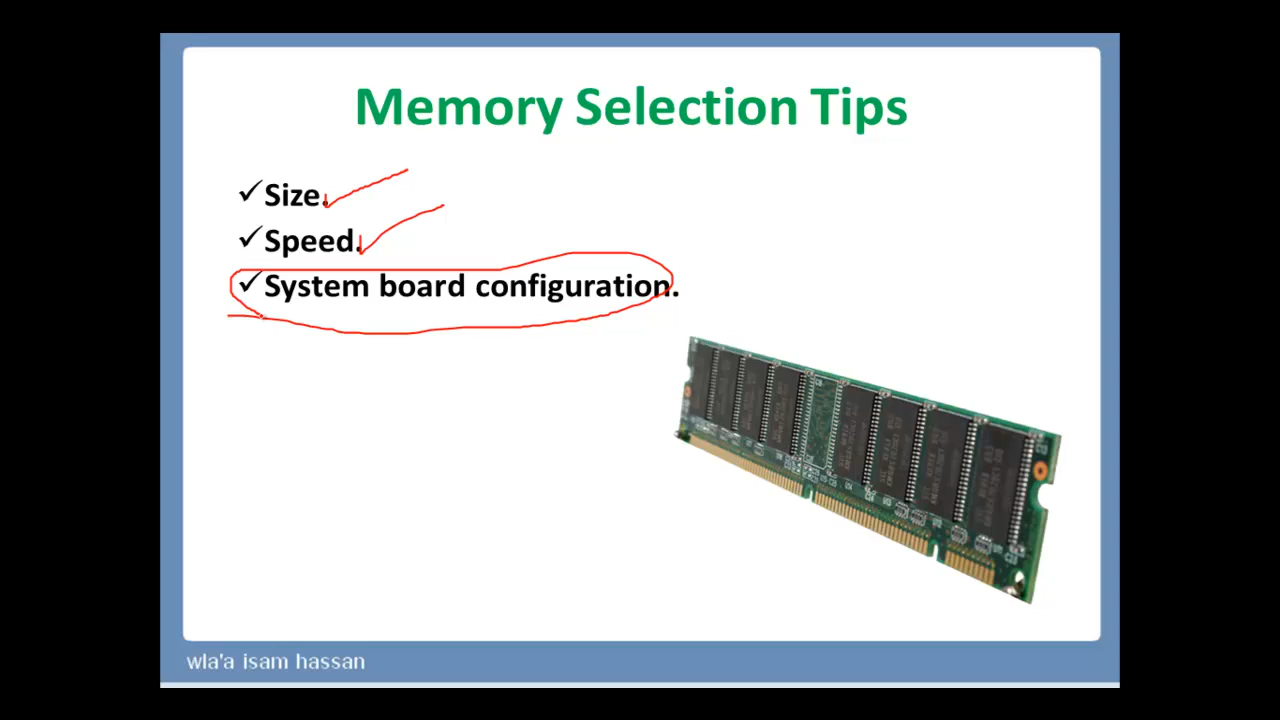 Memory Selection Tips
✓Size.
✓Speed.
✓System board configuration.
wla'a isam hassan